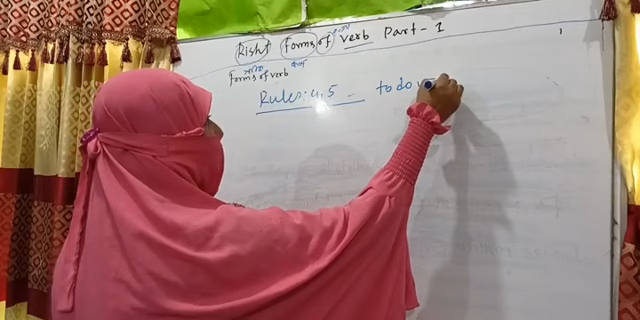 Right forms of verb Part-1
forms of verb
Rules: 4, 5 - to do